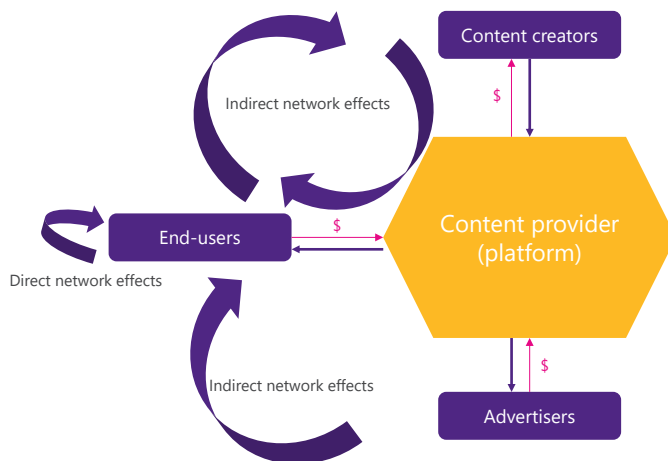 Content creators
$
Indirect network effects
Content provider
(platform)
End-users
$
Direct network effects
Indirect network effects
$
Advertisers